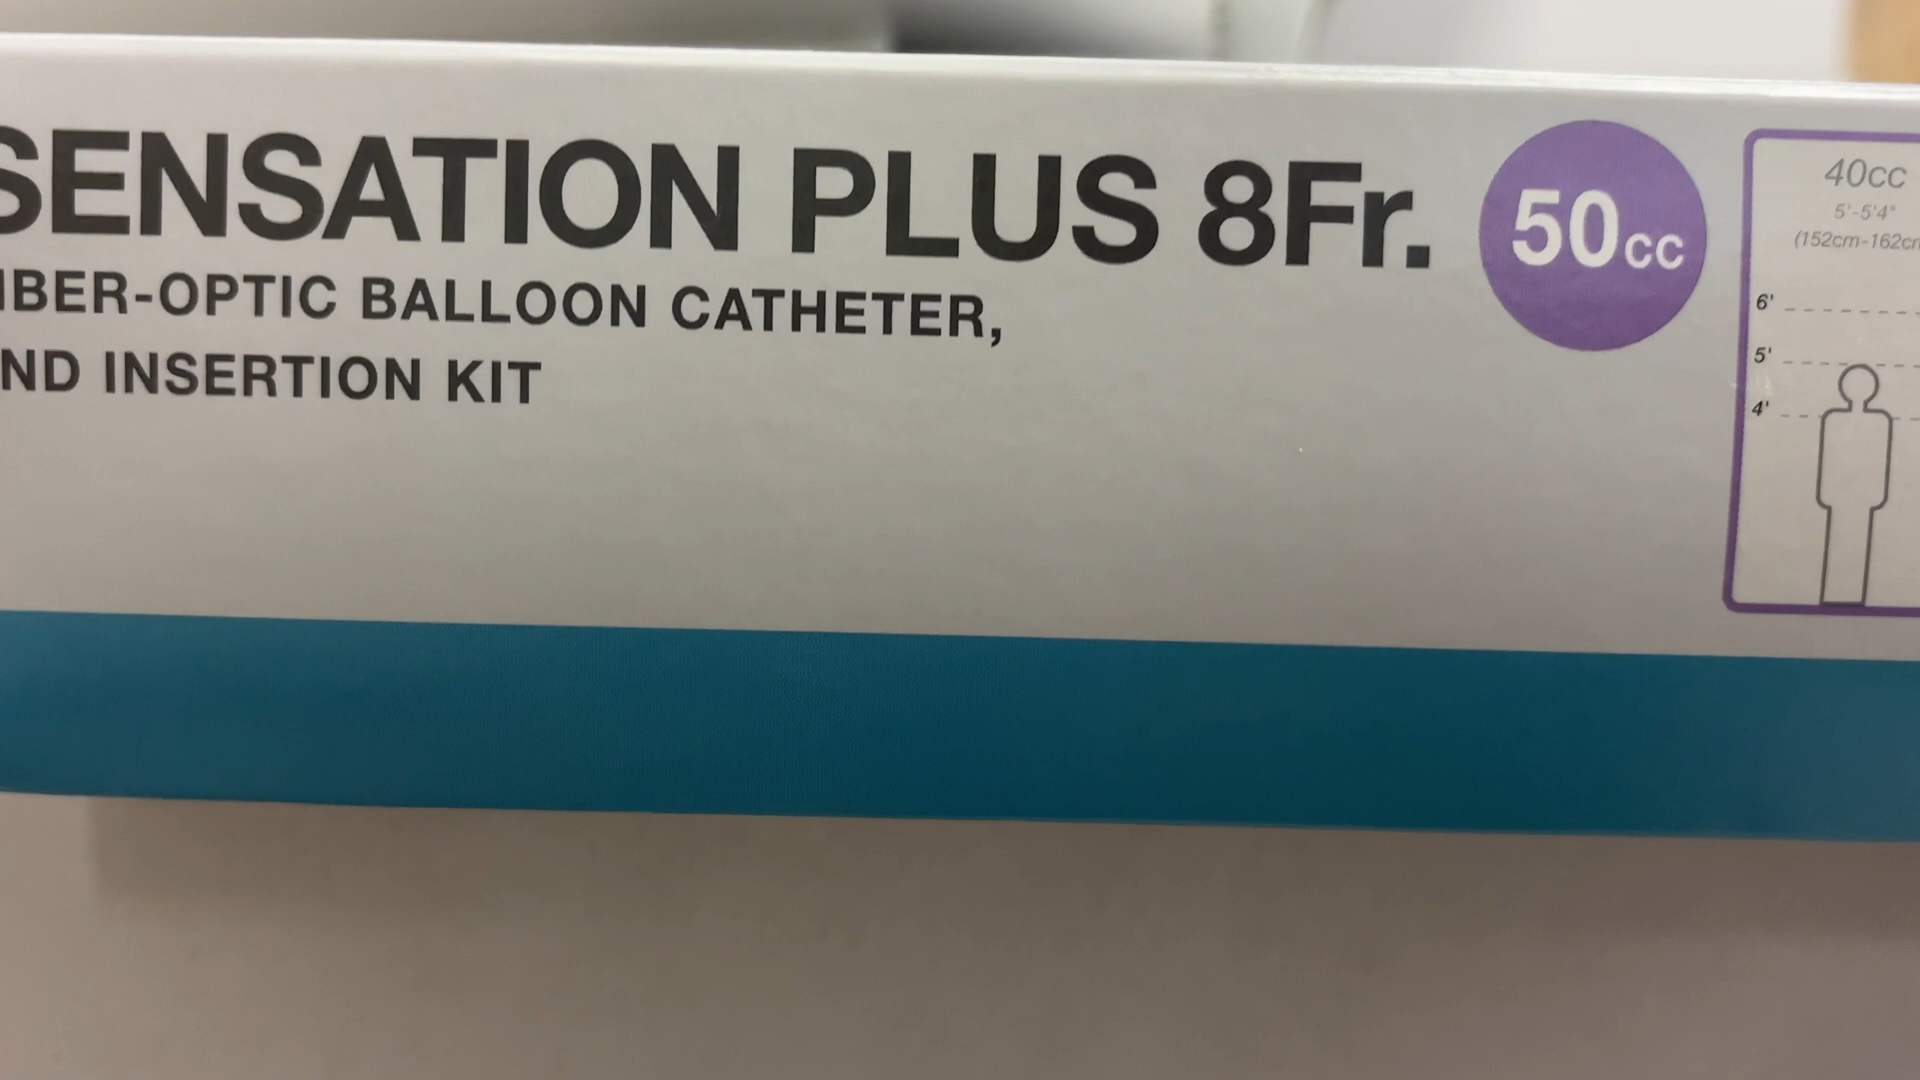 SENSATION PLUS 8Fr.
50cc
IBER-OPTIC BALLOON CATHETER,
ND INSERTION KIT
40cc
5'-5'4"
(152cm-162cm
6'
5'
4'